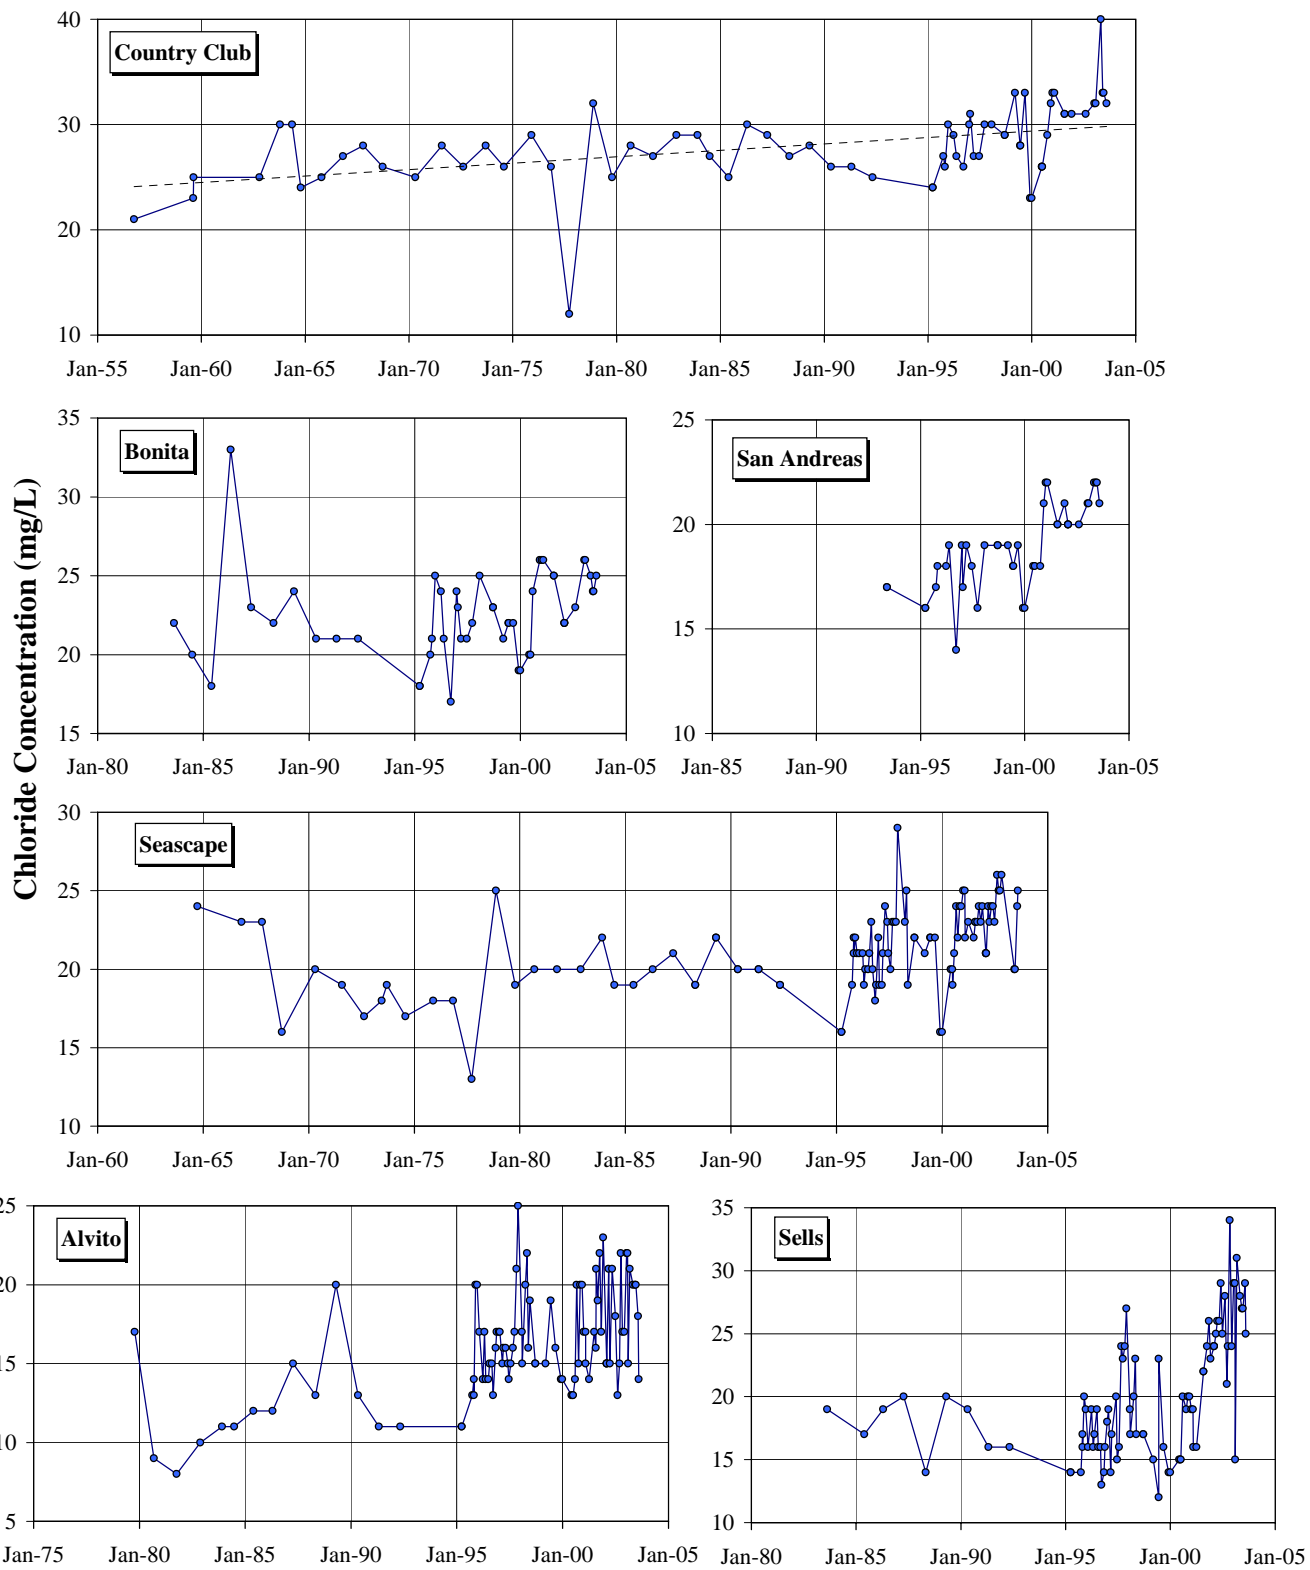 Chloride Concentration (mg/L)
Country Club
40
30
20
10
Jan-55 Jan-60 Jan-65 Jan-70 Jan-75 Jan-80 Jan-85 Jan-90 Jan-95 Jan-00 Jan-05
Bonita
35
30
25
20
15
Jan-80 Jan-85 Jan-90 Jan-95 Jan-00 Jan-05
San Andreas
25
20
15
10
Jan-85 Jan-90 Jan-95 Jan-00 Jan-05
Seascape
30
25
20
15
10
Jan-60 Jan-65 Jan-70 Jan-75 Jan-80 Jan-85 Jan-90 Jan-95 Jan-00 Jan-05
Alvito
25
20
15
10
5
Jan-75 Jan-80 Jan-85 Jan-90 Jan-95 Jan-00 Jan-05
Sells
35
30
25
20
15
10
Jan-80 Jan-85 Jan-90 Jan-95 Jan-00 Jan-05